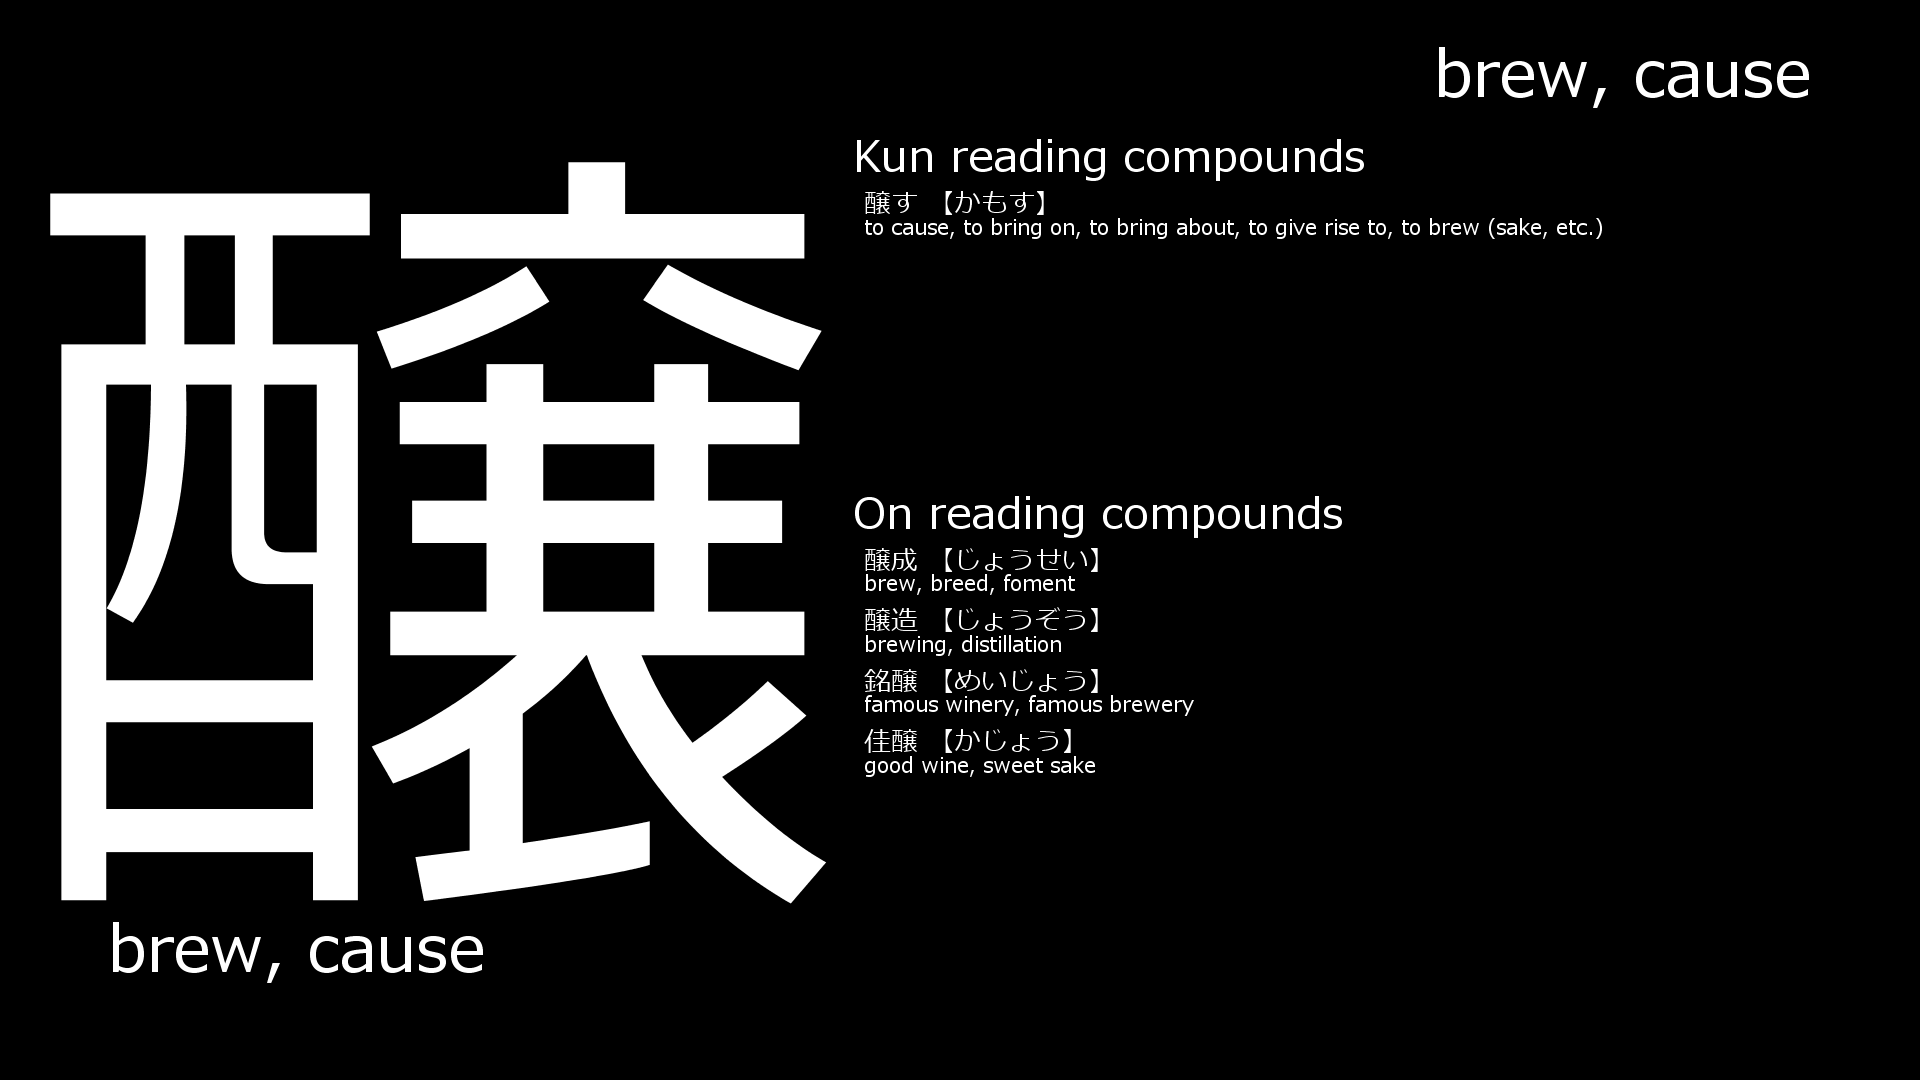 brew, cause
醸
brew, cause
Kun reading compounds
醸す 【かもす】
to cause, to bring on, to bring about, to give rise to, to brew (sake, etc.)
On reading compounds
醸成 【じょうせい】
brew, breed, foment
醸造 【じょうぞう】
brewing, distillation
銘醸 【めいじょう】
famous winery, famous brewery
佳醸 【かじょう】
good wine, sweet sake